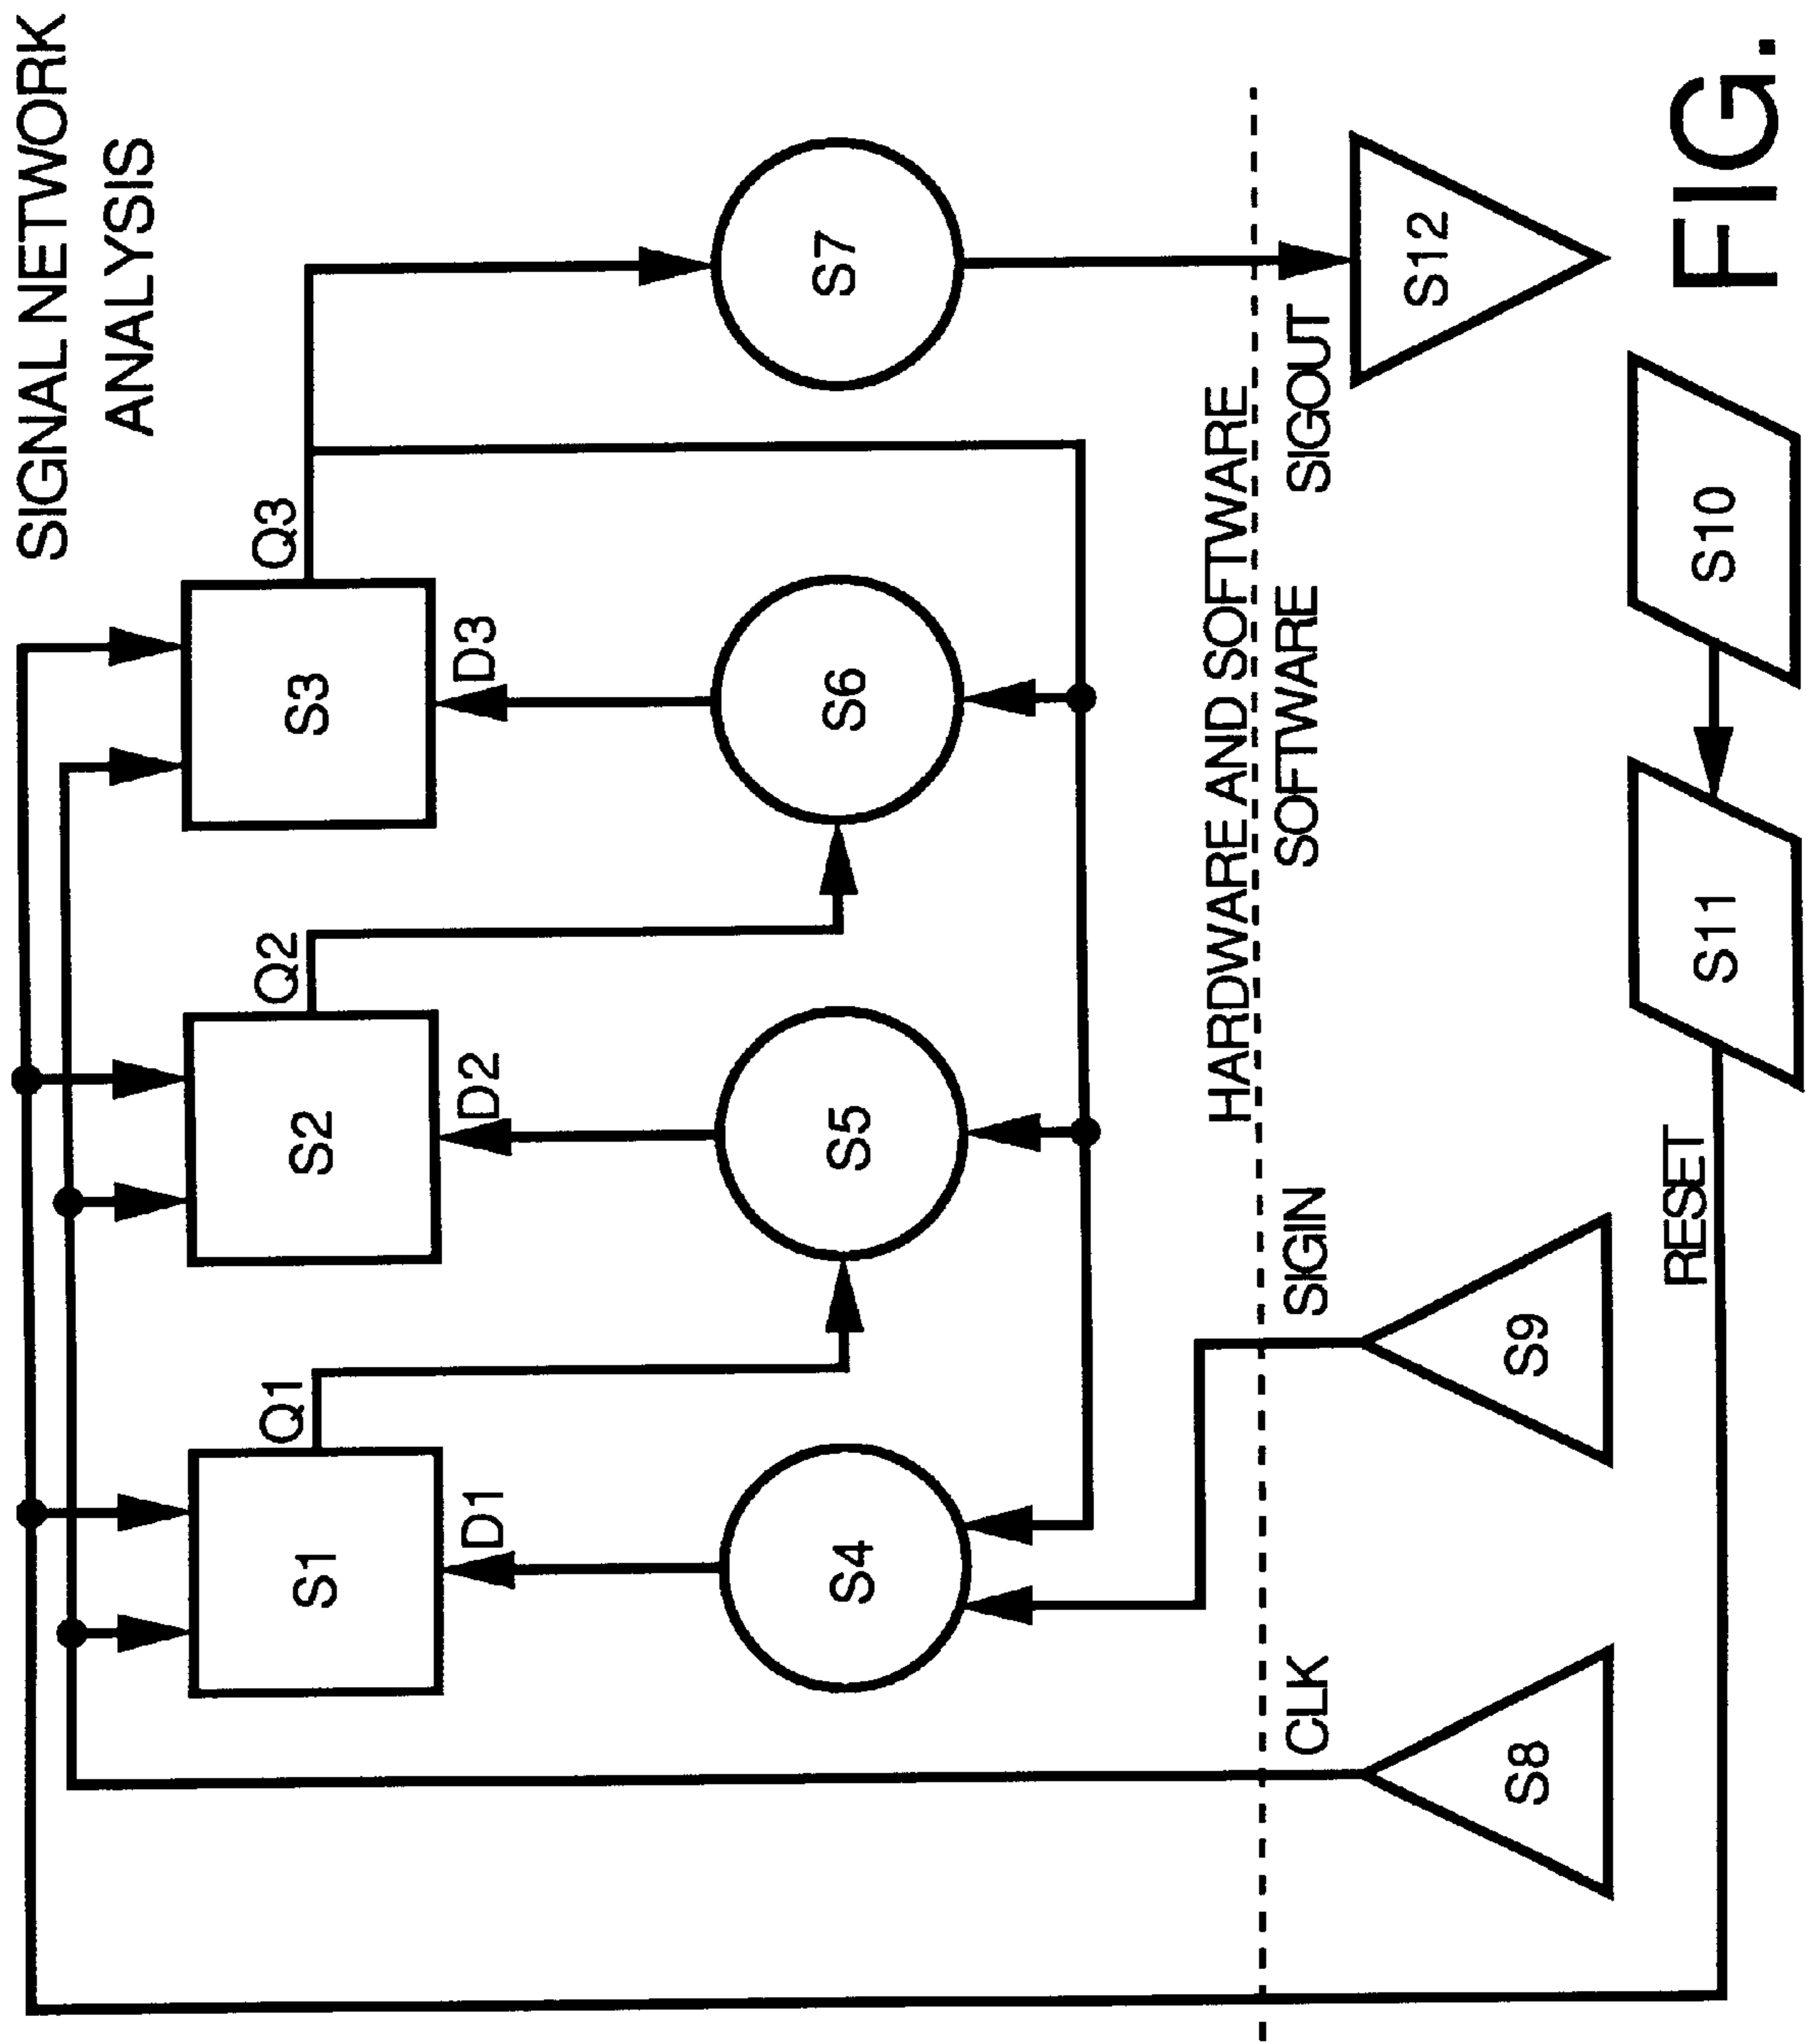 SIGNAL NETWORK
ANALYSIS
Q1
Q2
Q3
S1
S2
S3
D1
D2
D3
S4
S5
S6
S7
HARDWARE AND SOFTWARE
CLK
SIGIN
SOFTWARE
SIGOUT
S8
S9
S12
RESET
S11
S10
FIG.